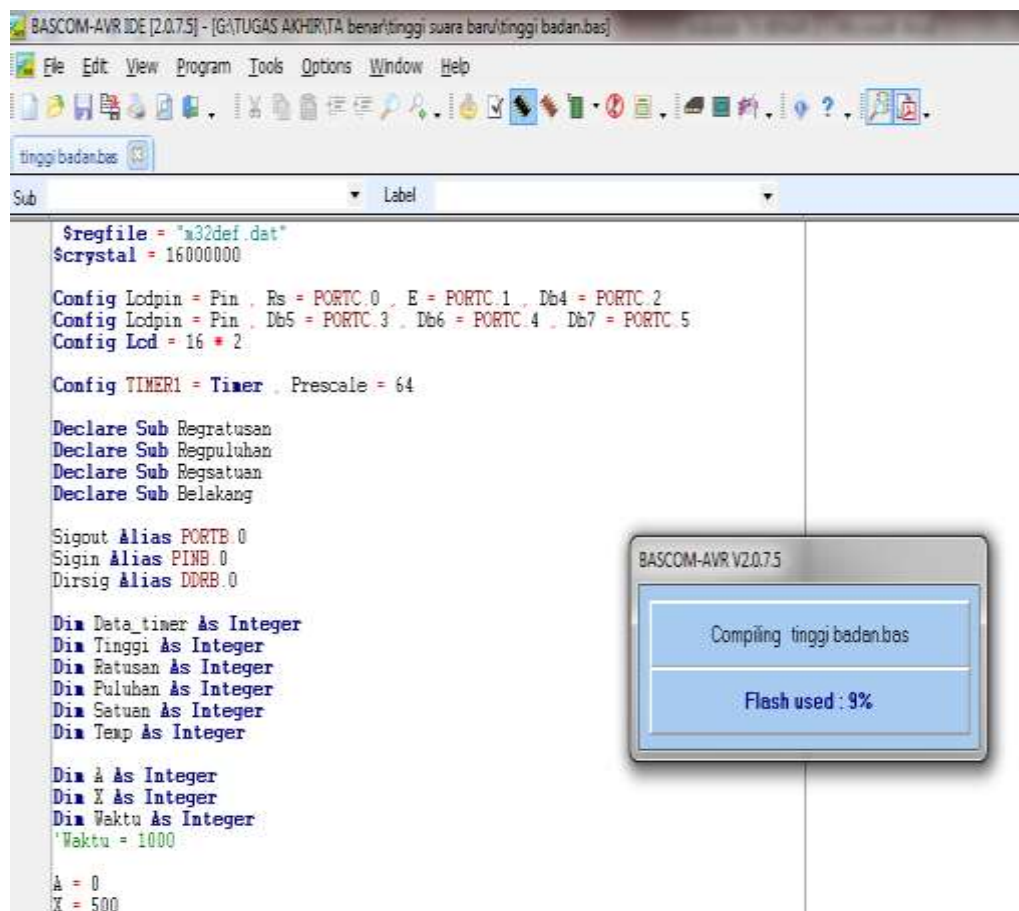 BASCOM-AVR IDE [2.0.7.5] - [G:\TUGAS AKHIR\TA benar\tinggi suara baru\tinggi badan.bas]
File Edit View Program Tools Options Window Help
tinggi badan.bas
Sub Label
$regfile = "m32def.dat"
$crystal = 16000000
Config Lcdpin = Pin , Rs = PORTC.0 , E = PORTC.1 , Db4 = PORTC.2
Config Lcdpin = Pin , Db5 = PORTC.3 , Db6 = PORTC.4 , Db7 = PORTC.5
Config Lcd = 16 * 2
Config TIMER1 = Timer , Prescale = 64
Declare Sub Regratusan
Declare Sub Regpuluhan
Declare Sub Regsatuan
Declare Sub Belakang
Sigout Alias PORTB.0
Sigin Alias PINB.0
Dirsig Alias DDRB.0
Dim Data_timer As Integer
Dim Tinggi As Integer
Dim Ratusan As Integer
Dim Puluhan As Integer
Dim Satuan As Integer
Dim Temp As Integer
Dim A As Integer
Dim X As Integer
Dim Waktu As Integer
'Waktu = 1000
A = 0
X = 500
BASCOM-AVR V2.0.7.5
Compiling tinggi badan.bas
Flash used : 9%